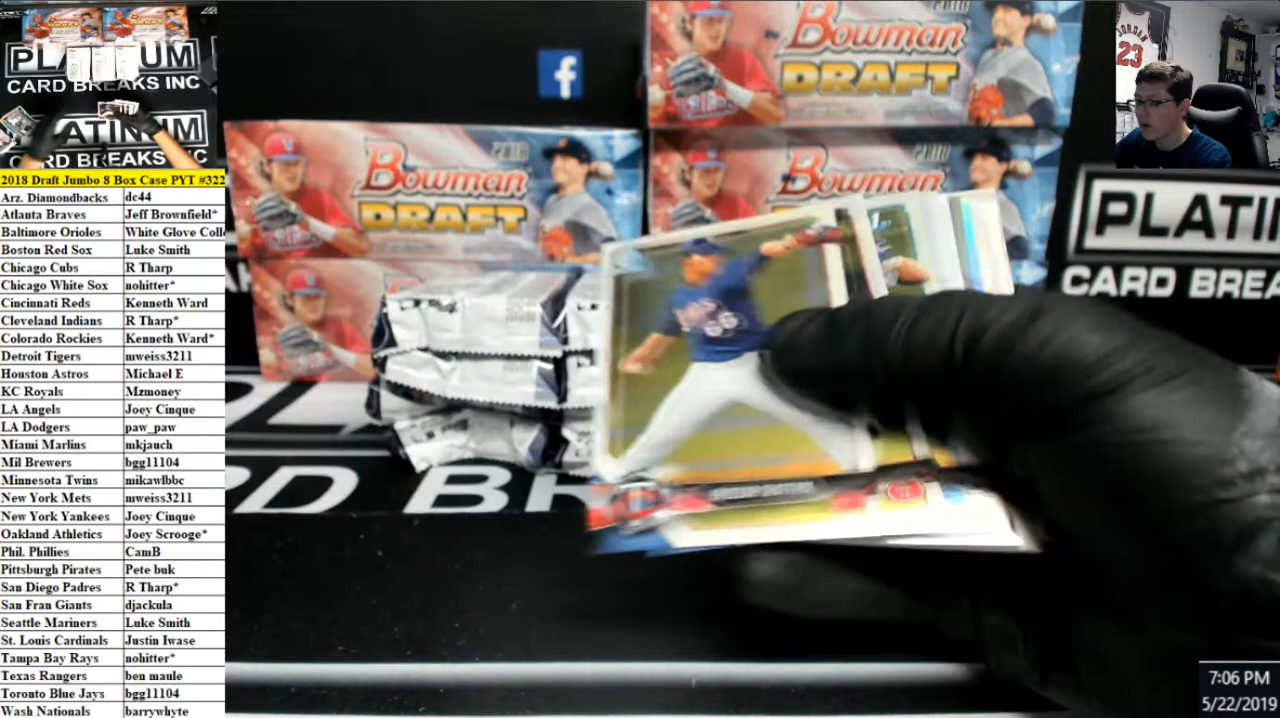 PLATINUM
CARD BREAKS INC
PLATINUM
CARD BREAKS INC
2018 Draft Jumbo 8 Box Case PYT #322
Arz. Diamondbacks dc44
Atlanta Braves Jeff Brownfield*
Baltimore Orioles White Glove Coll
Boston Red Sox Luke Smith
Chicago Cubs R Tharp
Chicago White Sox nohitter*
Cincinnati Reds Kenneth Ward
Cleveland Indians R Tharp*
Colorado Rockies Kenneth Ward*
Detroit Tigers mweiss3211
Houston Astros Michael E
KC Royals Mzmoney
LA Angels Joey Cinque
LA Dodgers paw_paw
Miami Marlins mkjauch
Mil Brewers bgg11104
Minnesota Twins mikawlbbc
New York Mets mweiss3211
New York Yankees Joey Cinque
Oakland Athletics Joey Scrooge*
Phil. Phillies CamB
Pittsburgh Pirates Pete buk
San Diego Padres R Tharp*
San Fran Giants djackula
Seattle Mariners Luke Smith
St. Louis Cardinals Justin Iwase
Tampa Bay Rays nohitter*
Texas Rangers ben maule
Toronto Blue Jays bgg11104
Wash Nationals barrywhyte
f
2018
Bowman
DRAFT
2018
Bowman
DRAFT
2018
Bowman
66
1st
D BR
PLATI
CARD BREA
JORDAN
23
7:06 PM
5/22/2019